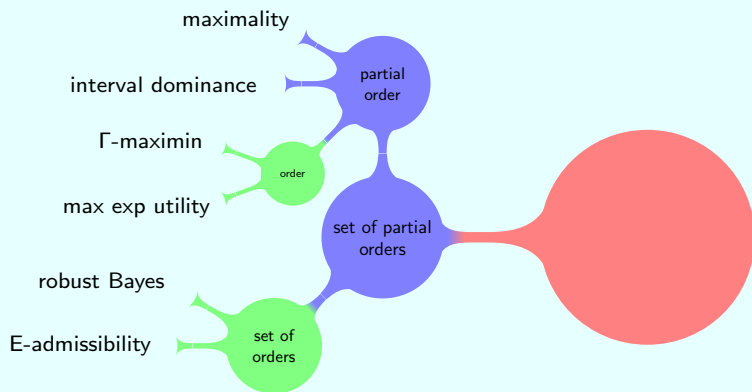 maximality
partial
order
interval dominance
Γ-maximin
order
max exp utility
set of partial
orders
robust Bayes
set of
orders
E-admissibility